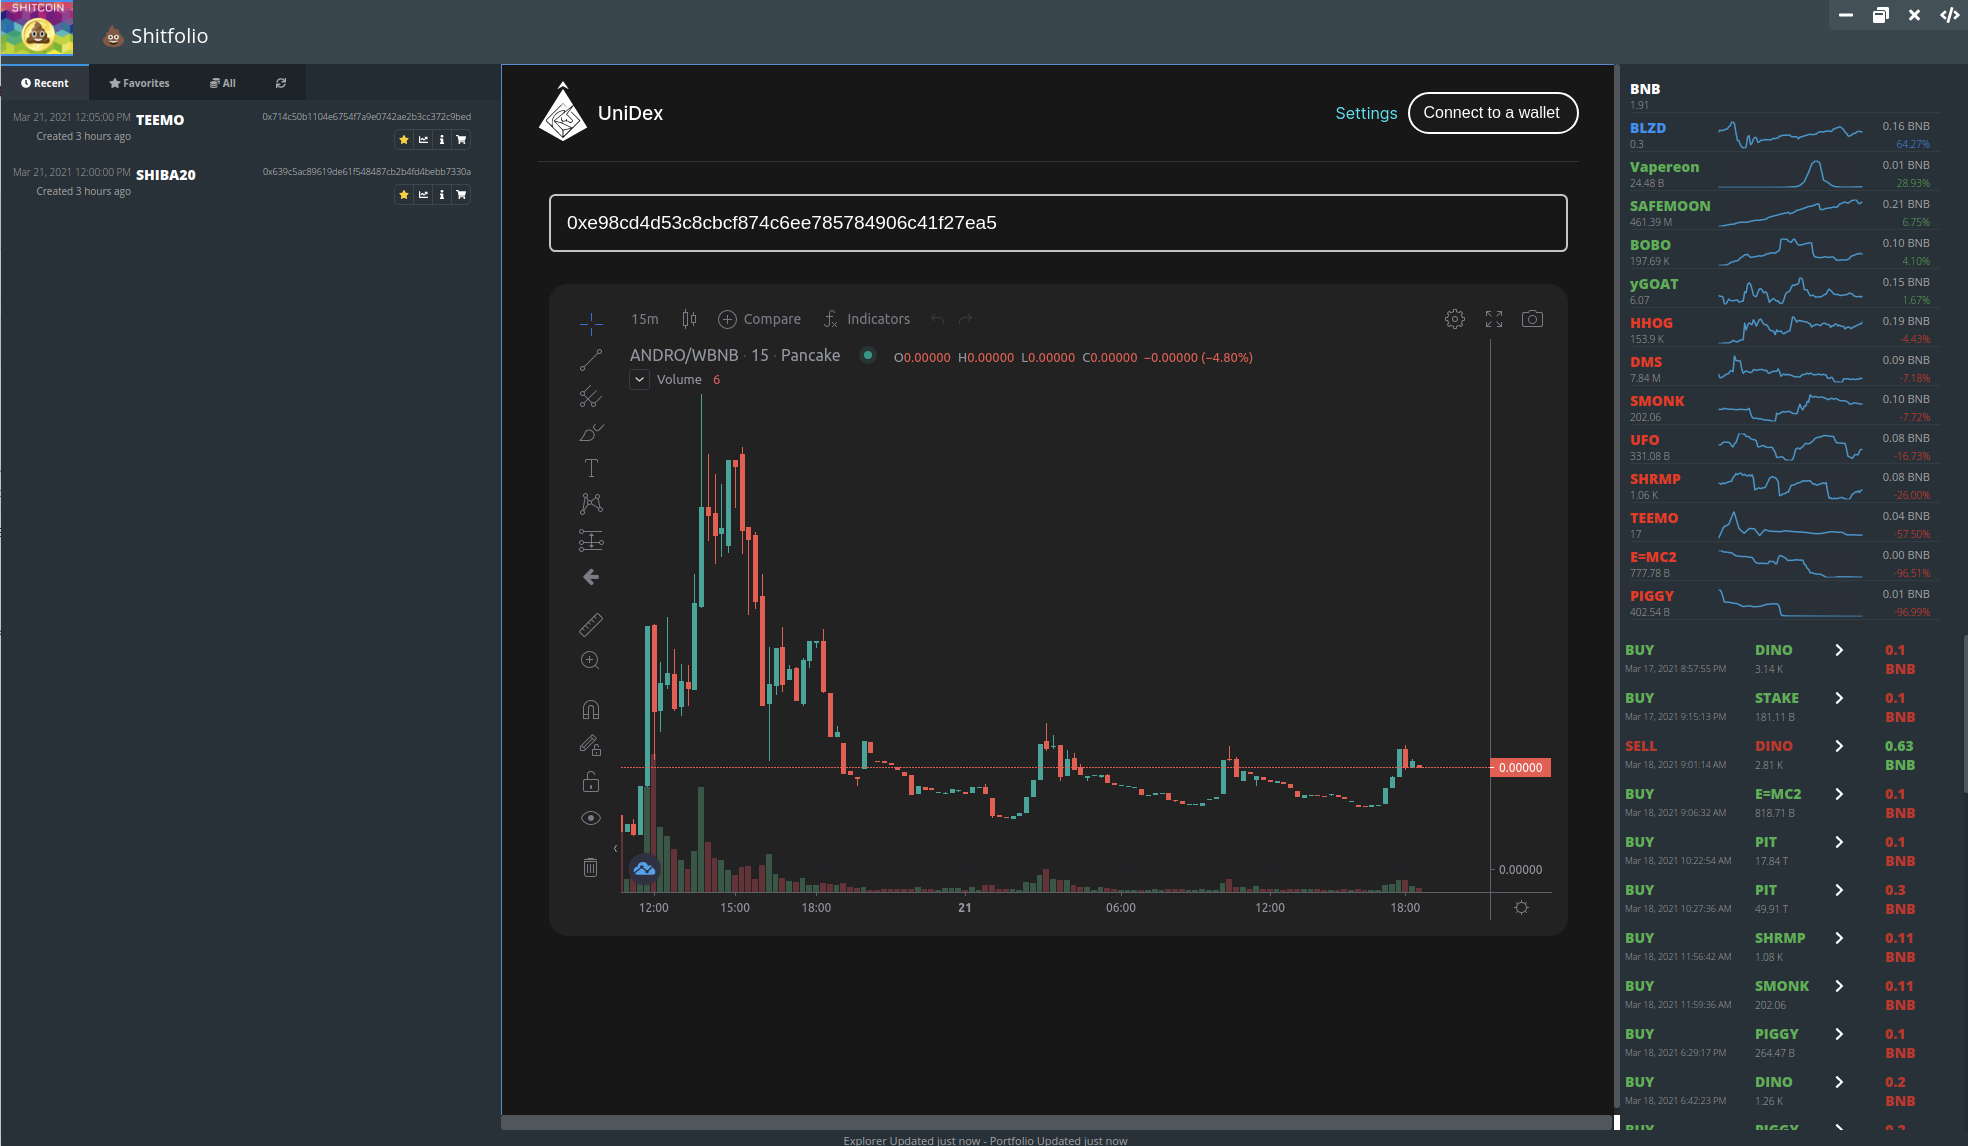 SHITCOIN
Shitfolio
Recent Favorites All
Mar 21, 2021 12:05:00 PM TEEMO 0x714c50b1104e6754f7a9e0742ae2b3cc372c9bed
Created 3 hours ago
Mar 21, 2021 12:00:00 PM SHIBA20 0x639c5ac89619de61f548487cb2b4fd4bebb7330a
Created 3 hours ago
UniDex
Settings Connect to a wallet
0xe98cd4d53c8cbcf874c6ee785784906c41f27ea5
15m Compare Indicators
ANDRO/WBNB · 15 · Pancake O0.00000 H0.00000 L0.00000 C0.00000 −0.00000 (−4.80%)
Volume 6
0.00000
0.00000
12:00 15:00 18:00 21 06:00 12:00 18:00
BNB
1.91
BLZD 0.16 BNB
0.3 64.27%
Vapereon 0.01 BNB
24.48 B 28.93%
SAFEMOON 0.21 BNB
461.39 M 6.75%
BOBO 0.10 BNB
197.69 K 4.10%
yGOAT 0.15 BNB
6.07 1.67%
HHOG 0.19 BNB
153.9 K -4.43%
DMS 0.09 BNB
7.84 M -7.18%
SMONK 0.10 BNB
202.06 -7.72%
UFO 0.08 BNB
331.08 B -16.73%
SHRMP 0.08 BNB
1.06 K -26.00%
TEEMO 0.04 BNB
17 -57.50%
E=MC2 0.00 BNB
777.78 B -96.51%
PIGGY 0.01 BNB
402.54 B -96.99%
BUY DINO 0.1
Mar 17, 2021 8:57:55 PM 3.14 K BNB
BUY STAKE 0.1
Mar 17, 2021 9:15:13 PM 181.11 B BNB
SELL DINO 0.63
Mar 18, 2021 9:01:14 AM 2.81 K BNB
BUY E=MC2 0.1
Mar 18, 2021 9:06:32 AM 818.71 B BNB
BUY PIT 0.1
Mar 18, 2021 10:22:54 AM 17.84 T BNB
BUY PIT 0.3
Mar 18, 2021 10:27:36 AM 49.91 T BNB
BUY SHRMP 0.11
Mar 18, 2021 11:56:42 AM 1.08 K BNB
BUY SMONK 0.11
Mar 18, 2021 11:59:36 AM 202.06 BNB
BUY PIGGY 0.1
Mar 18, 2021 6:29:17 PM 264.47 B BNB
BUY DINO 0.2
Mar 18, 2021 6:42:23 PM 1.26 K BNB
BUY PIGGY 0.2
Explorer Updated just now - Portfolio Updated just now